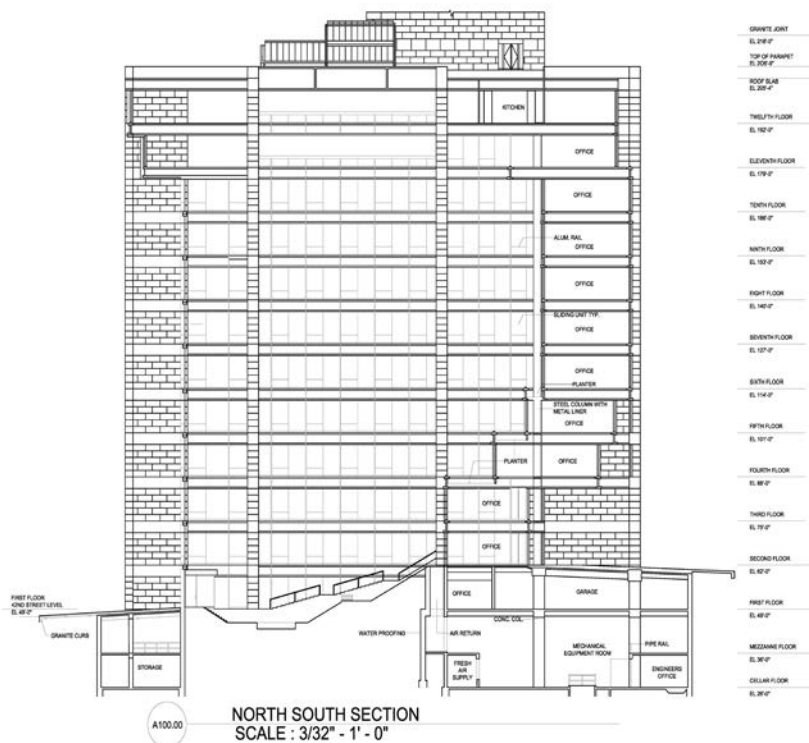 GRANITE JOINT
EL 218'-0"
TOP OF PARAPET
EL 206'-8"
ROOF SLAB
EL 205'-4"
KITCHEN
TWELFTH FLOOR
EL 192'-0"
OFFICE
ELEVENTH FLOOR
EL 179'-0"
OFFICE
TENTH FLOOR
EL 166'-0"
ALUM. RAIL
OFFICE
NINTH FLOOR
EL 153'-0"
OFFICE
EIGHT FLOOR
EL 140'-0"
SLIDING UNIT TYP.
OFFICE
SEVENTH FLOOR
EL 127'-0"
OFFICE
PLANTER
SIXTH FLOOR
EL 114'-0"
STEEL COLUMN WITH
METAL LINER
OFFICE
FIFTH FLOOR
EL 101'-0"
PLANTER
OFFICE
FOURTH FLOOR
EL 88'-0"
OFFICE
THIRD FLOOR
EL 75'-0"
OFFICE
SECOND FLOOR
EL 62'-0"
FIRST FLOOR
42ND STREET LEVEL
EL 49'-0"
OFFICE
GARAGE
FIRST FLOOR
EL 49'-0"
GRANITE CURB
WATER PROOFING
AIR RETURN
CONC. COL.
MECHANICAL
EQUIPMENT ROOM
PIPE RAIL
MEZZANINE FLOOR
EL 36'-0"
STORAGE
FRESH
AIR
SUPPLY
ENGINEERS
OFFICE
CELLAR FLOOR
EL 26'-0"
A100.00
NORTH SOUTH SECTION
SCALE : 3/32" - 1' - 0"